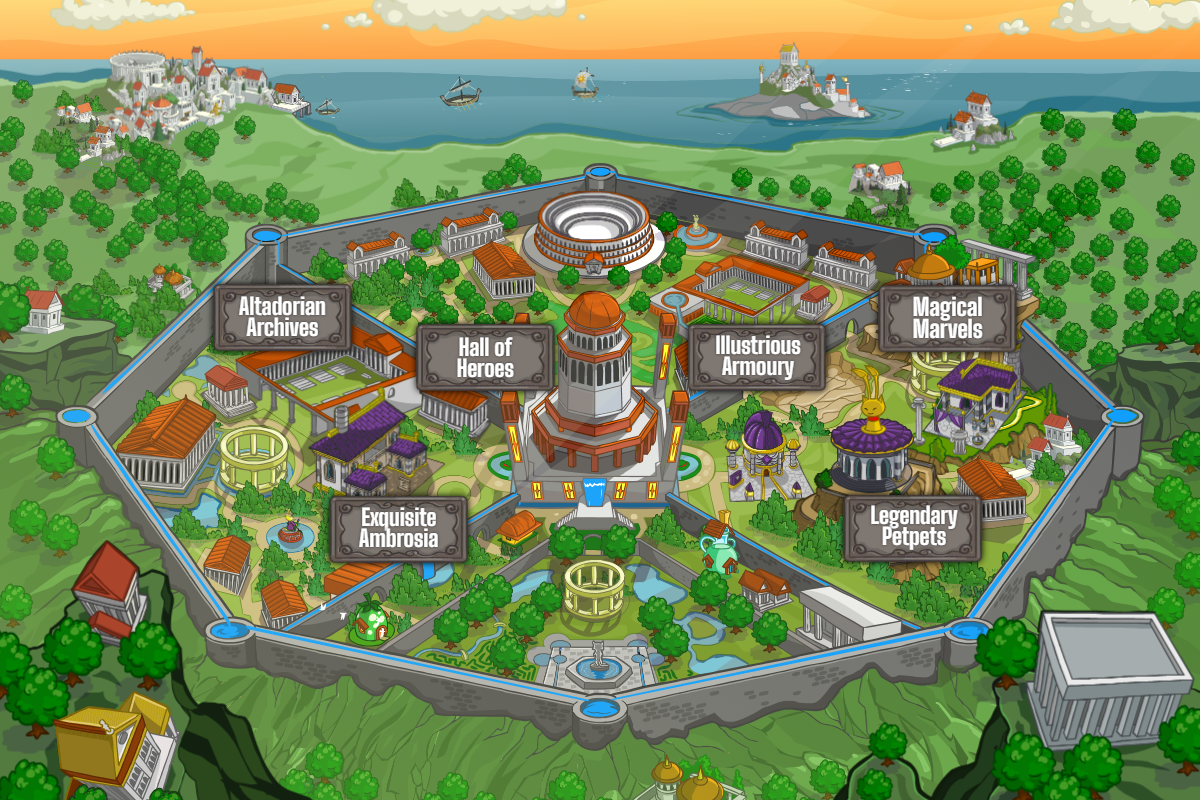 Altadorian
Archives
Hall of
Heroes
Illustrious
Armoury
Magical
Marvels
Exquisite
Ambrosia
Legendary
Petpets